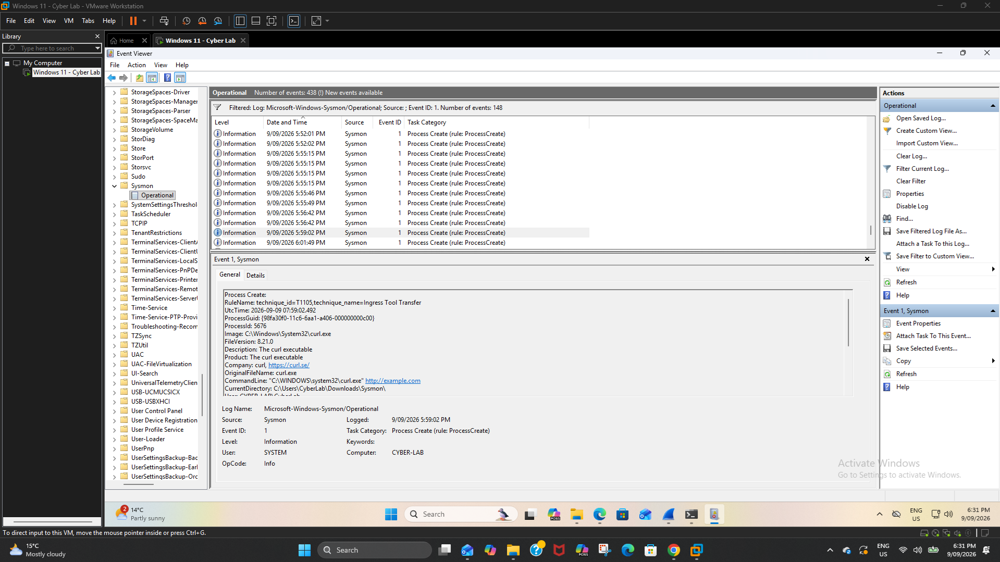 Windows 11 - Cyber Lab - VMware Workstation
File Edit View VM Tabs Help
Library
Type here to search
My Computer
Windows 11 - Cyber Lab
Home
Windows 11 - Cyber Lab
Event Viewer
File Action View Help
StorageSpaces-Driver
StorageSpaces-Manager
StorageSpaces-Parser
StorageSpaces-SpaceMa
StorageVolume
StorDiag
Store
StorPort
Storsvc
Sudo
Sysmon
Operational
SystemSettingsThreshol
TaskScheduler
TCPIP
TenantRestrictions
TerminalServices-ClientA
TerminalServices-ClientU
TerminalServices-LocalS
TerminalServices-PnPDe
TerminalServices-Printer
TerminalServices-Remot
TerminalServices-ServerU
Time-Service
Time-Service-PTP-Provi
Troubleshooting-Recom
TZSync
TZUtil
UAC
UAC-FileVirtualization
UI-Search
UniversalTelemetryClien
USB-UCMUCSICX
USB-USBXHCI
User Control Panel
User Device Registration
User Profile Service
User-Loader
UserPnp
UserSettingsBackup-Bac
UserSettingsBackup-Earl
UserSettingsBackup-Orc
Operational Number of events: 438 (!) New events available
Filtered: Log: Microsoft-Windows-Sysmon/Operational; Source: ; Event ID: 1. Number of events: 148
Level Date and Time Source Event ID Task Category
Information 9/09/2026 5:52:01 PM Sysmon 1 Process Create (rule: ProcessCreate)
Information 9/09/2026 5:52:02 PM Sysmon 1 Process Create (rule: ProcessCreate)
Information 9/09/2026 5:55:15 PM Sysmon 1 Process Create (rule: ProcessCreate)
Information 9/09/2026 5:55:15 PM Sysmon 1 Process Create (rule: ProcessCreate)
Information 9/09/2026 5:55:15 PM Sysmon 1 Process Create (rule: ProcessCreate)
Information 9/09/2026 5:55:15 PM Sysmon 1 Process Create (rule: ProcessCreate)
Information 9/09/2026 5:55:46 PM Sysmon 1 Process Create (rule: ProcessCreate)
Information 9/09/2026 5:55:49 PM Sysmon 1 Process Create (rule: ProcessCreate)
Information 9/09/2026 5:56:42 PM Sysmon 1 Process Create (rule: ProcessCreate)
Information 9/09/2026 5:56:42 PM Sysmon 1 Process Create (rule: ProcessCreate)
Information 9/09/2026 5:59:02 PM Sysmon 1 Process Create (rule: ProcessCreate)
Information 9/09/2026 6:01:49 PM Sysmon 1 Process Create (rule: ProcessCreate)
Event 1, Sysmon
General Details
Process Create:
RuleName: technique_id=T1105,technique_name=Ingress Tool Transfer
UtcTime: 2026-09-09 07:59:02.492
ProcessGuid: {98fa30f0-11c6-6aa1-a406-000000000c00}
ProcessId: 5676
Image: C:\Windows\System32\curl.exe
FileVersion: 8.21.0
Description: The curl executable
Product: The curl executable
Company: curl, https://curl.se/
OriginalFileName: curl.exe
CommandLine: "C:\WINDOWS\system32\curl.exe" http://example.com
CurrentDirectory: C:\Users\CyberLab\Downloads\Sysmon\
User: CYBER-LAB\CyberLab
Log Name: Microsoft-Windows-Sysmon/Operational
Source: Sysmon Logged: 9/09/2026 5:59:02 PM
Event ID: 1 Task Category: Process Create (rule: ProcessCreate)
Level: Information Keywords:
User: SYSTEM Computer: CYBER-LAB
OpCode: Info
Actions
Operational
Open Saved Log...
Create Custom View...
Import Custom View...
Clear Log...
Filter Current Log...
Clear Filter
Properties
Disable Log
Find...
Save Filtered Log File As...
Attach a Task To this Log...
Save Filter to Custom View...
View
Refresh
Help
Event 1, Sysmon
Event Properties
Attach Task To This Event...
Save Selected Events...
Copy
Refresh
Help
Activate Windows
Go to Settings to activate Windows.
2
14°C
Partly sunny
Search
M365
ENG
US
6:31 PM
9/09/2026
To direct input to this VM, move the mouse pointer inside or press Ctrl+G.
15°C
Mostly cloudy
Search
M365
ENG
US
6:31 PM
9/09/2026